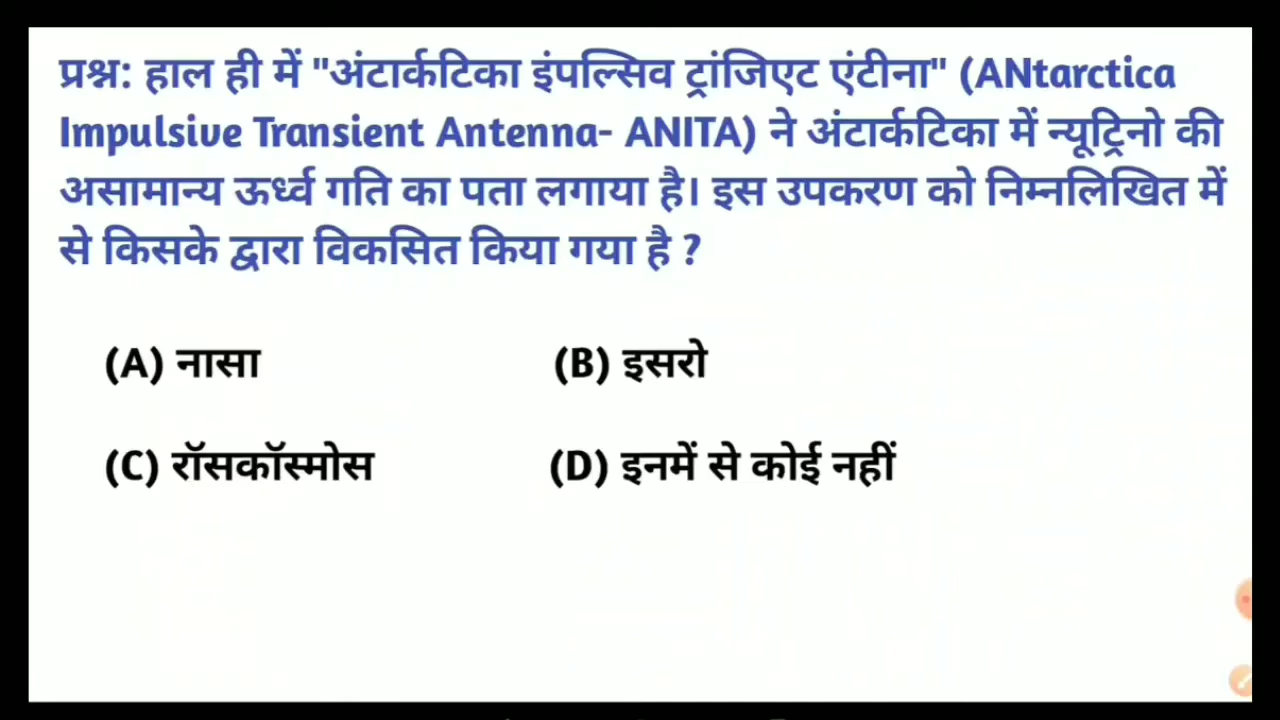 प्रश्न: हाल ही में "अंटार्कटिका इंपल्सिव ट्रांजिएट एंटीना" (ANtarctica
Impulsive Transient Antenna- ANITA) ने अंटार्कटिका में न्यूट्रिनो की
असामान्य ऊर्ध्व गति का पता लगाया है। इस उपकरण को निम्नलिखित में
से किसके द्वारा विकसित किया गया है ?
(A) नासा (B) इसरो
(C) रॉसकॉस्मोस (D) इनमें से कोई नहीं